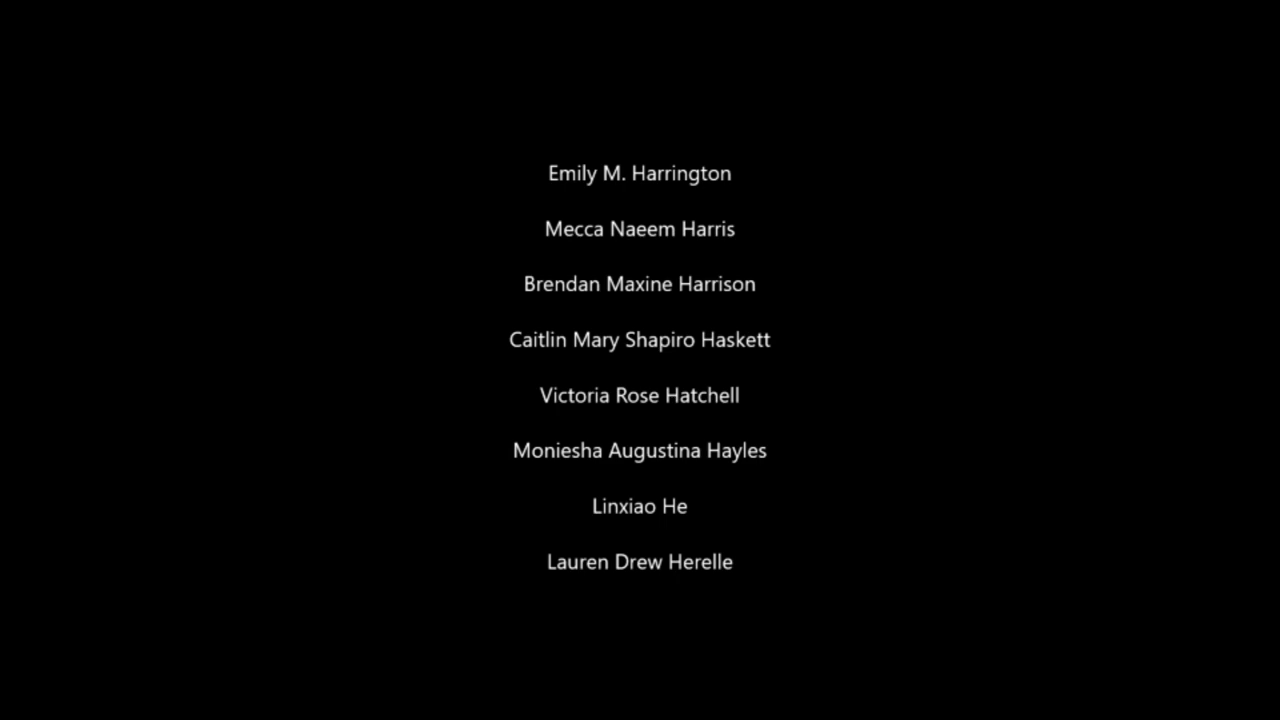 Emily M. Harrington
Mecca Naeem Harris
Brendan Maxine Harrison
Caitlin Mary Shapiro Haskett
Victoria Rose Hatchell
Moniesha Augustina Hayles
Linxiao He
Lauren Drew Herelle